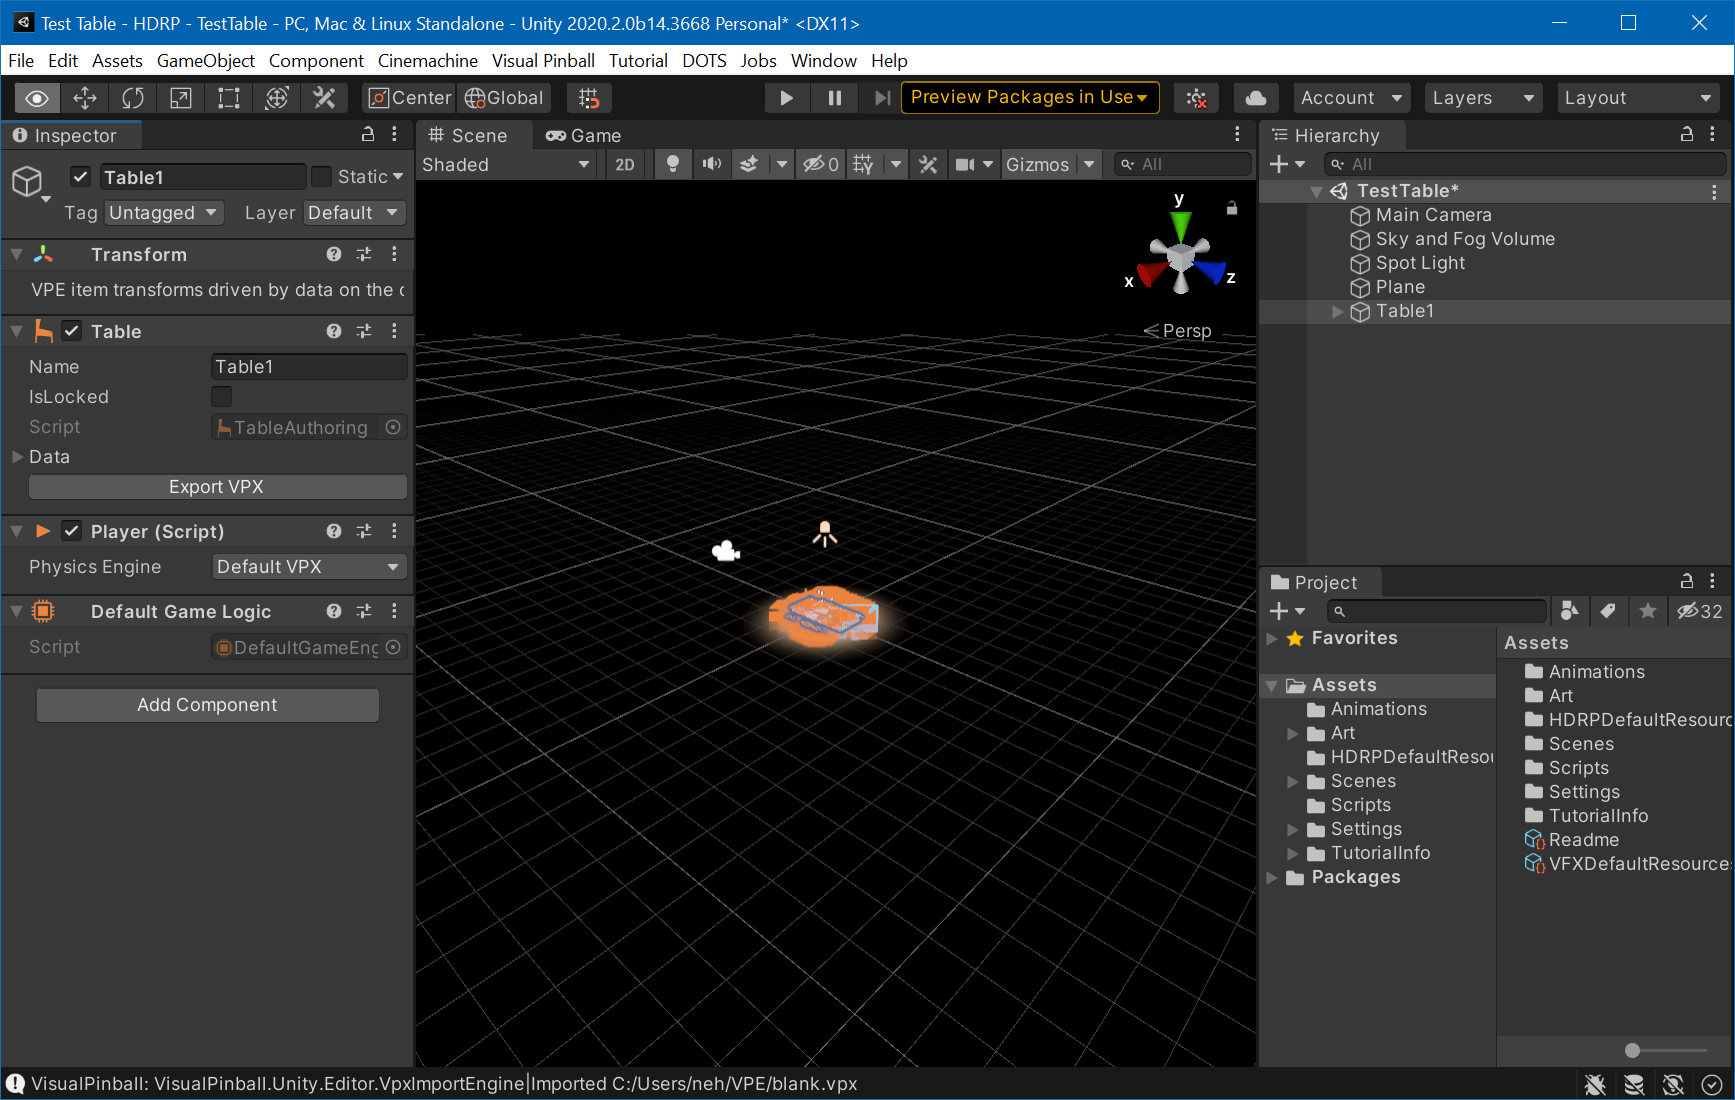 Test Table - HDRP - TestTable - PC, Mac & Linux Standalone - Unity 2020.2.0b14.3668 Personal* <DX11>
File Edit Assets GameObject Component Cinemachine Visual Pinball Tutorial DOTS Jobs Window Help
Center Global Preview Packages in Use Account Layers Layout
Inspector
Table1 Static
Tag Untagged Layer Default
Transform
VPE item transforms driven by data on the c
Table
Name Table1
IsLocked
Script TableAuthoring
Data
Export VPX
Player (Script)
Physics Engine Default VPX
Default Game Logic
Script DefaultGameEng
Add Component
Scene Game
Shaded 2D 0 Gizmos All
y
x z
Persp
Hierarchy
All
TestTable*
Main Camera
Sky and Fog Volume
Spot Light
Plane
Table1
Project
32
Favorites
Assets
Animations
Art
HDRPDefaultResou
Scenes
Scripts
Settings
TutorialInfo
Packages
Assets
Animations
Art
HDRPDefaultResourc
Scenes
Scripts
Settings
TutorialInfo
Readme
VFXDefaultResources
VisualPinball: VisualPinball.Unity.Editor.VpxImportEngine|Imported C:/Users/neh/VPE/blank.vpx